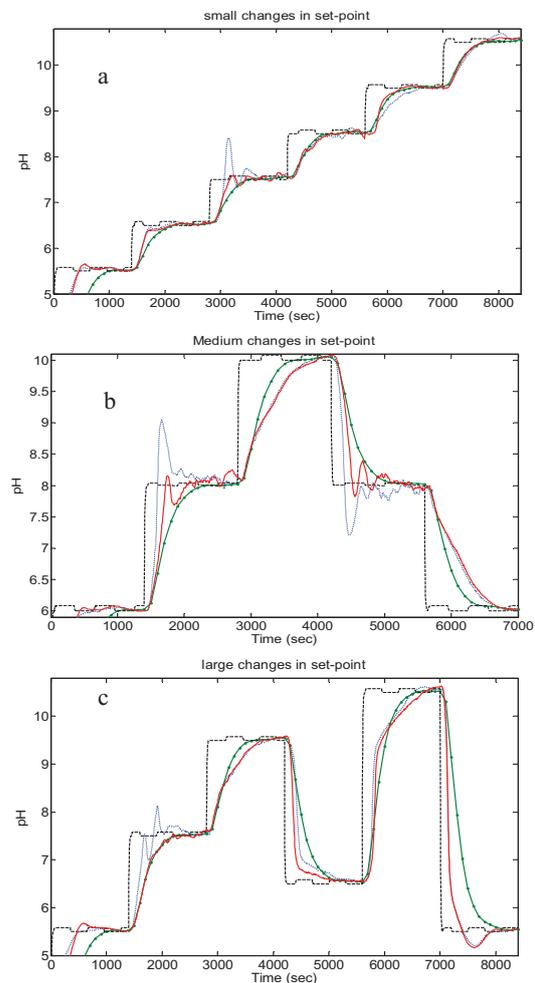 small changes in set-point
a
10
9
8
7
6
5
pH
0 1000 2000 3000 4000 5000 6000 7000 8000
Time (sec)
Medium changes in set-point
b
10
9.5
9
8.5
8
7.5
7
6.5
6
pH
0 1000 2000 3000 4000 5000 6000 7000
Time (sec)
large changes in set-point
c
10
9
8
7
6
5
pH
0 1000 2000 3000 4000 5000 6000 7000 8000
Time (sec)